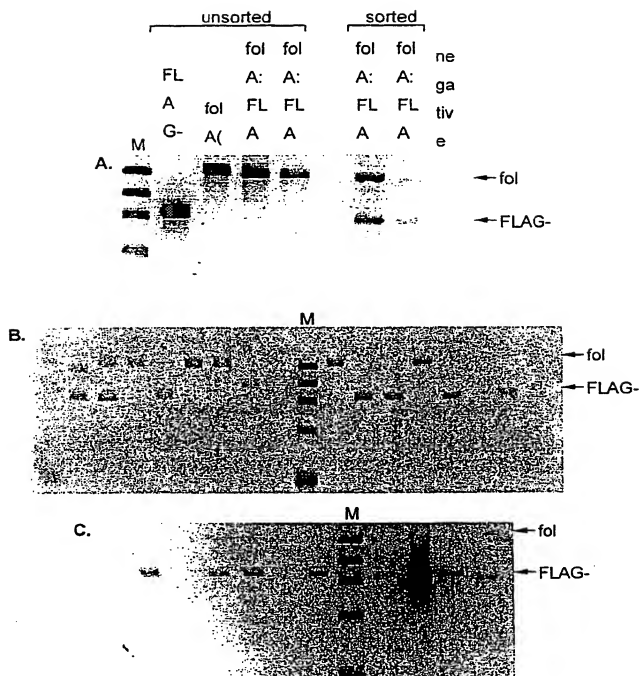 unsorted sorted
fol fol fol fol ne
FL A: A: A: A: ga
A fol FL FL FL FL tiv
G- A( A A A A e
M
A.
fol
FLAG-
M
B.
fol
FLAG-
M
C.
fol
FLAG-